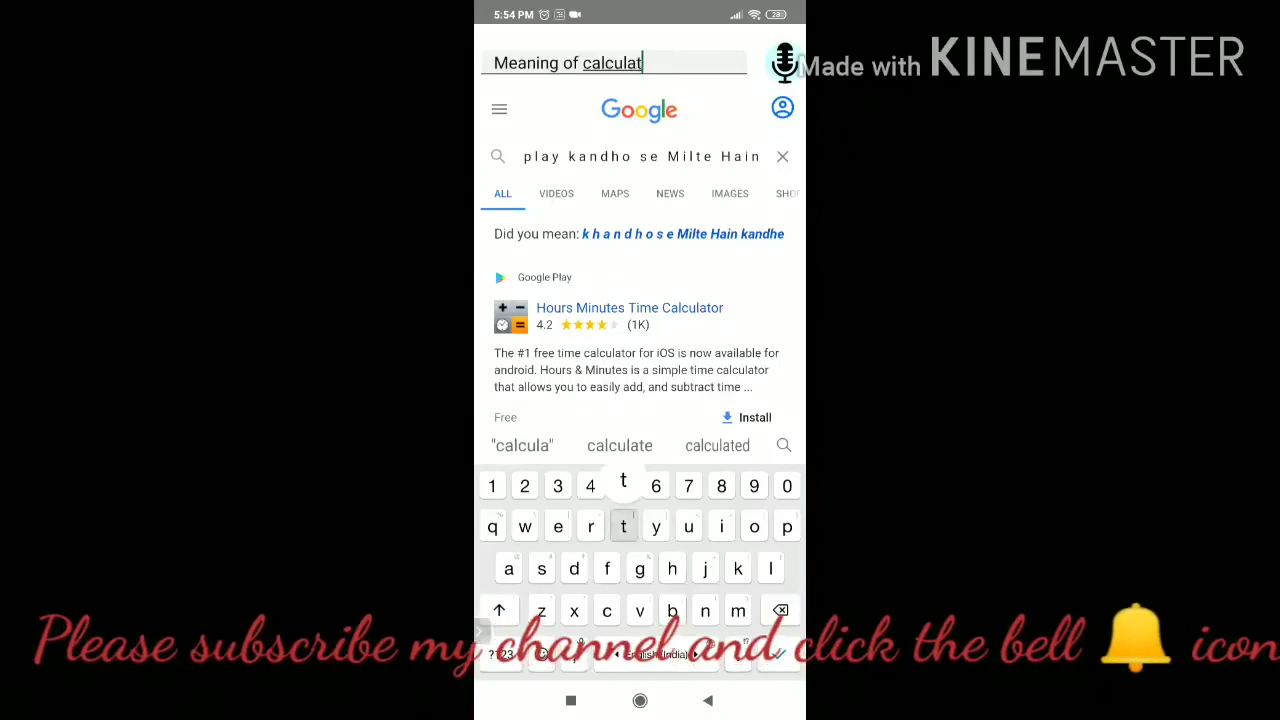 5:54 PM
28
Meaning of calculat
Made with KINEMASTER
Google
play kandho se Milte Hain
ALL VIDEOS MAPS NEWS IMAGES SHO
Did you mean: k h a n d h o s e Milte Hain kandhe
Google Play
Hours Minutes Time Calculator
4.2 (1K)
The #1 free time calculator for iOS is now available for
android. Hours & Minutes is a simple time calculator
that allows you to easily add, and subtract time ...
Free Install
"calcula" calculate calculated
1 2 3 4 t 6 7 8 9 0
q w e r t y u i o p
a s d f g h j k l
z x c v b n m
Please subscribe my channel and click the bell 🔔 icon
?123 English (India)